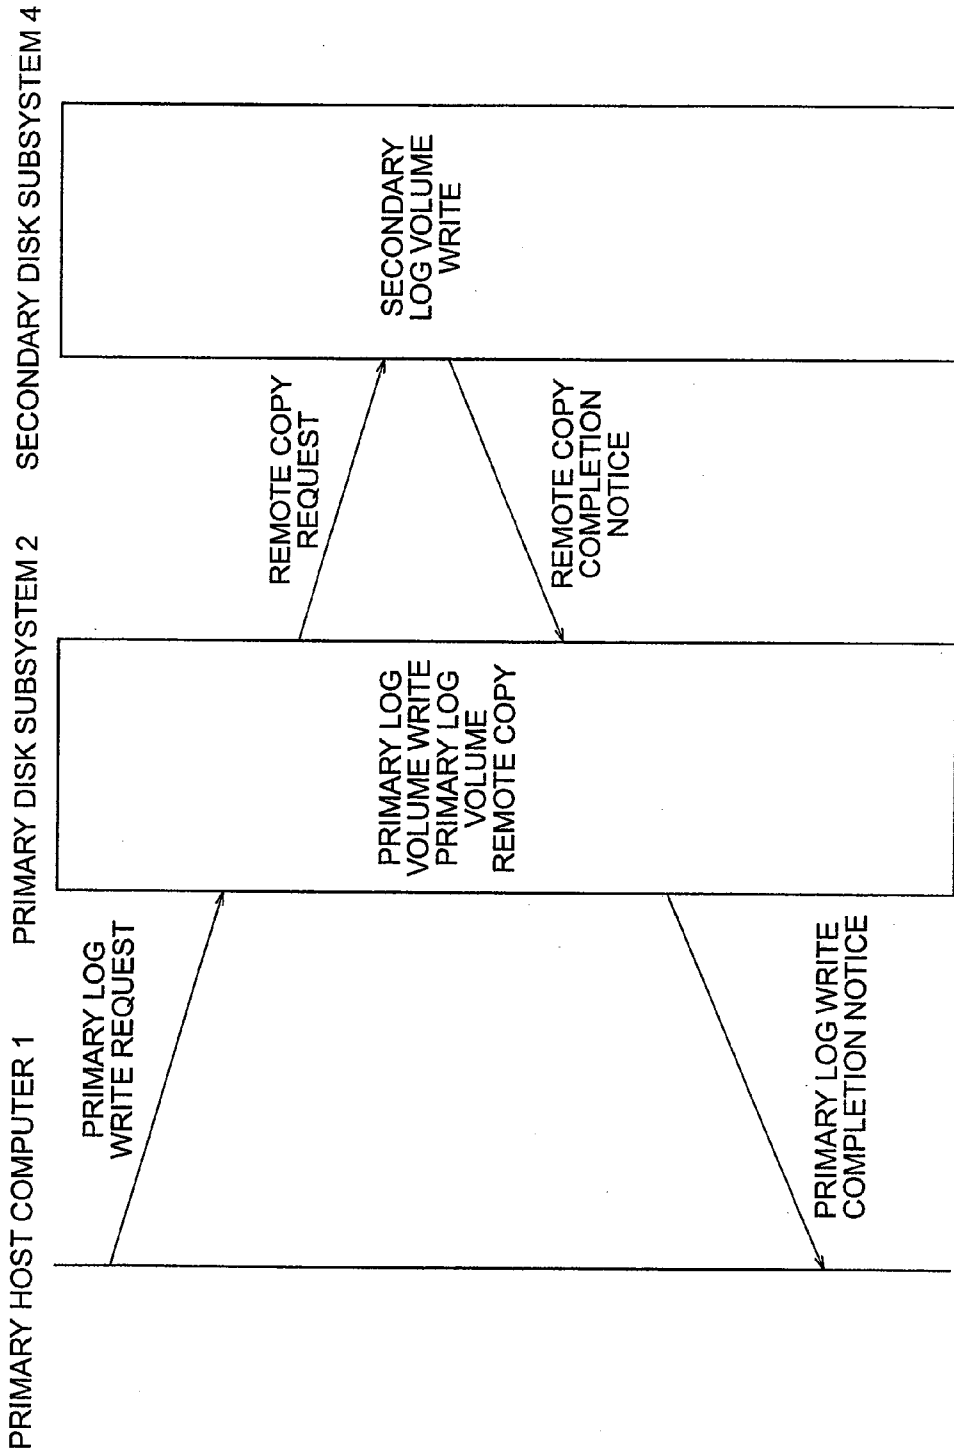 PRIMARY HOST COMPUTER 1
PRIMARY DISK SUBSYSTEM 2
SECONDARY DISK SUBSYSTEM 4
PRIMARY LOG
WRITE REQUEST
REMOTE COPY
REQUEST
PRIMARY LOG
VOLUME WRITE
PRIMARY LOG
VOLUME
REMOTE COPY
SECONDARY
LOG VOLUME
WRITE
REMOTE COPY
COMPLETION
NOTICE
PRIMARY LOG WRITE
COMPLETION NOTICE